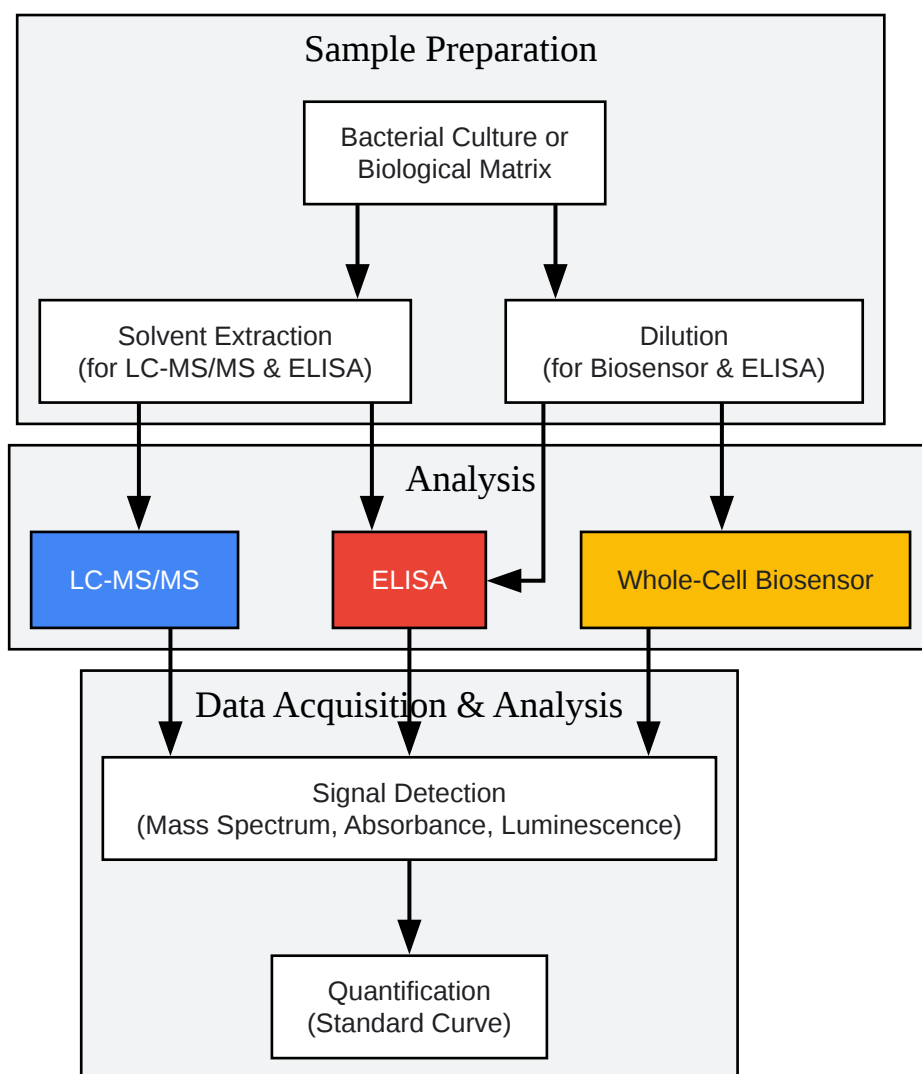 Sample Preparation
Bacterial Culture or
Biological Matrix
Solvent Extraction
(for LC-MS/MS & ELISA)
Dilution
(for Biosensor & ELISA)
Analysis
LC-MS/MS
ELISA
Whole-Cell Biosensor
Data Acquisition & Analysis
Signal Detection
(Mass Spectrum, Absorbance, Luminescence)
Quantification
(Standard Curve)